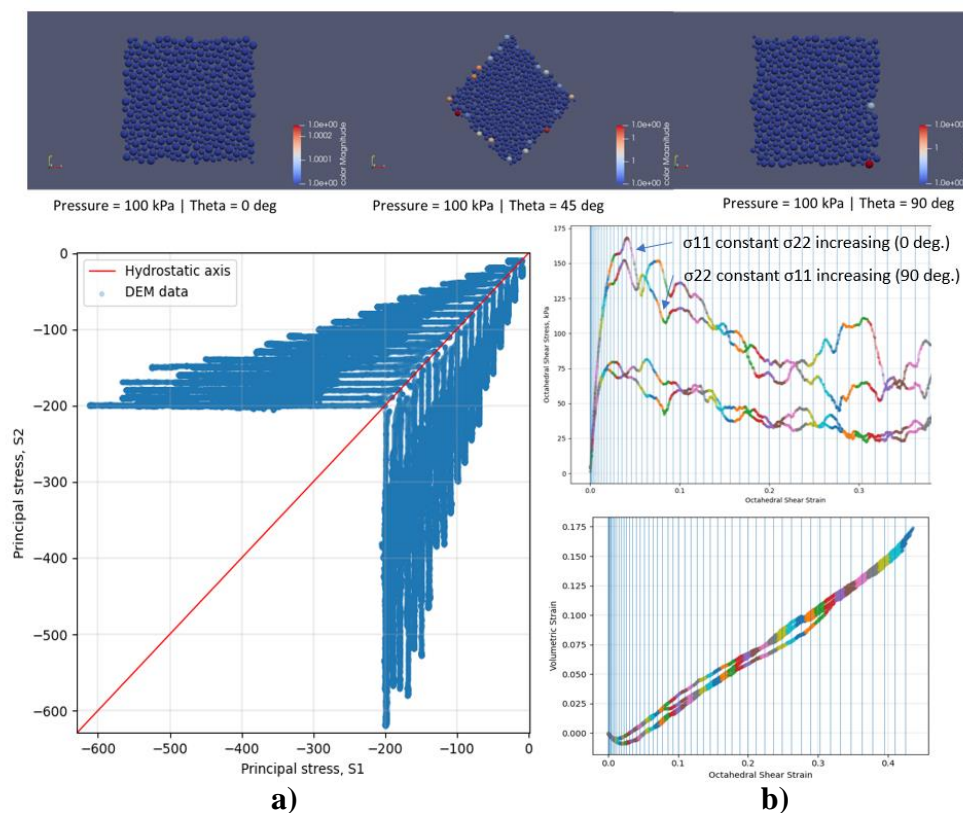 1.0e+00
1.0002
1.0001
1.0e+00
color Magnitude
1.0e+00
1
1
1.0e+00
color Magnitude
1.0e+00
1
1.0e+00
color Magnitude
Pressure = 100 kPa | Theta = 0 deg
Pressure = 100 kPa | Theta = 45 deg
Pressure = 100 kPa | Theta = 90 deg
Hydrostatic axis
DEM data
0
−100
−200
−300
−400
−500
−600
Principal stress, S2
−600
−500
−400
−300
−200
−100
0
Principal stress, S1
a)
σ11 constant σ22 increasing (0 deg.)
σ22 constant σ11 increasing (90 deg.)
175
150
125
100
75
50
25
0
Octahedral Shear Stress, kPa
0.0
0.1
0.2
0.3
Octahedral Shear Strain
0.175
0.150
0.125
0.100
0.075
0.050
0.025
0.000
Volumetric Strain
0.0
0.1
0.2
0.3
0.4
Octahedral Shear Strain
b)